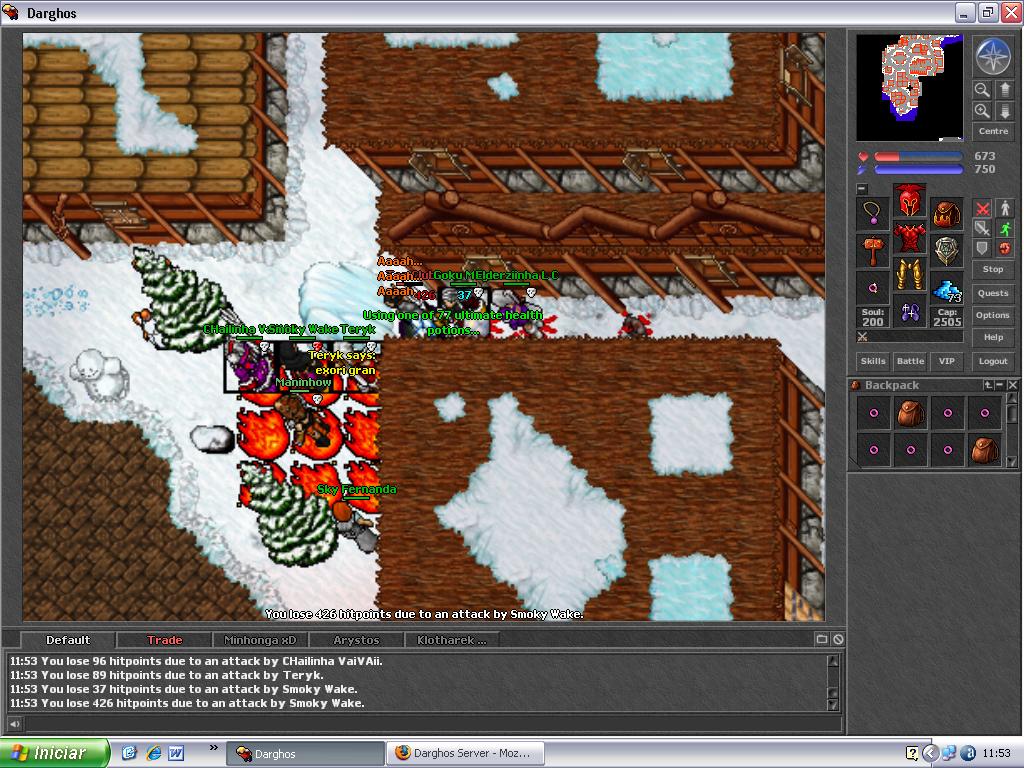 Darghos
Centre
673
750
Soul:
200
73
Cap:
2505
Stop
Quests
Options
Help
Skills
Battle
VIP
Logout
Backpack
Aaaah...
Aaaah...
Aaaah...
Goku M
Elderziinha L C
426
37
Using one of 77 ultimate health
potions...
CHailinha Va
Smoky Wake
Teryk
Teryk says:
exori gran
Maninhow
Sky Fernanda
You lose 426 hitpoints due to an attack by Smoky Wake.
Default
Trade
Minhonga xD
Arystos
Klotharek ...
11:53 You lose 96 hitpoints due to an attack by CHailinha VaiVAii.
11:53 You lose 89 hitpoints due to an attack by Teryk.
11:53 You lose 37 hitpoints due to an attack by Smoky Wake.
11:53 You lose 426 hitpoints due to an attack by Smoky Wake.
Iniciar
Darghos
Darghos Server - Moz...
11:53